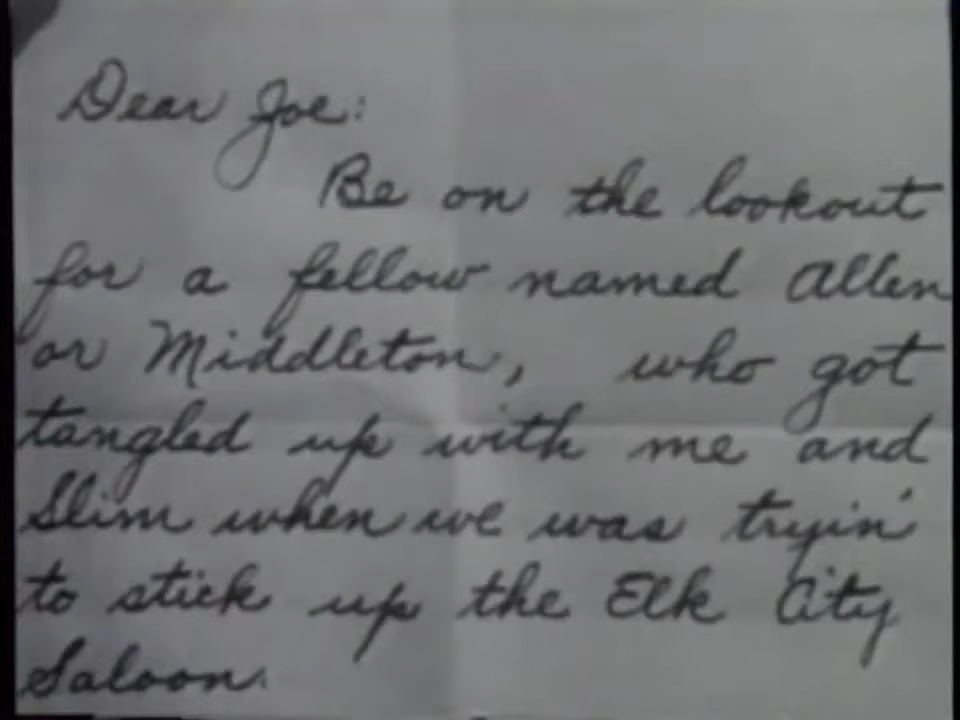 Dear Joe:
Be on the lookout
for a fellow named Allen
or Middleton, who got
tangled up with me and
Slim when we was tryin'
to stick up the Elk City
Saloon.